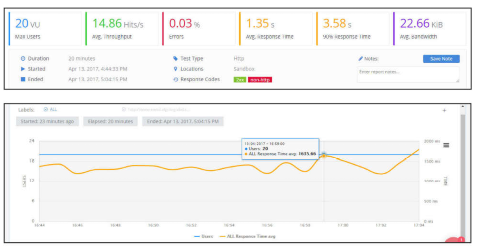 20 VU
Max Users
14.86 Hits/s
Avg. Throughput
0.03 %
Errors
1.35 s
Avg. Response Time
3.58 s
90% Response Time
22.66 KiB
Avg. Bandwidth
Duration 20 minutes
Started Apr 13, 2017, 4:44:33 PM
Ended Apr 13, 2017, 5:04:15 PM
Test Type Http
Locations Sandbox
Response Codes 2xx non-http
Notes
Save Note
Enter more notes...
Labels: ALL
Started: 20 minutes ago
Elapsed: 20 minutes
Ended: Apr 13, 2017, 5:04:15 PM
Users: 20
ALL Response Time avg: 1635.66
24
18
12
6
0
Users
2000 ms
1500 ms
1000 ms
500 ms
0 ms
16:44 16:46 16:48 16:50 16:52 16:54 16:56 16:58 17:00 17:02 17:04
Users ALL Response Time avg